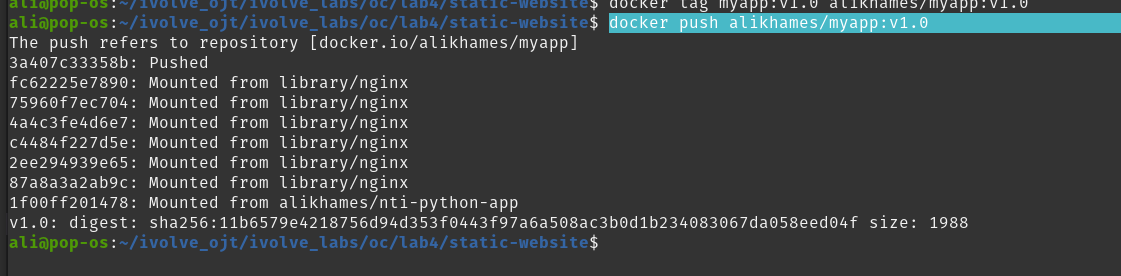 ali@pop-os:~/ivolve_ojt/ivolve_labs/oc/lab4/static-website$ docker tag myapp:v1.0 alikhames/myapp:v1.0
ali@pop-os:~/ivolve_ojt/ivolve_labs/oc/lab4/static-website$ docker push alikhames/myapp:v1.0
The push refers to repository [docker.io/alikhames/myapp]
3a407c33358b: Pushed
fc62225e7890: Mounted from library/nginx
75960f7ec704: Mounted from library/nginx
4a4c3fe4d6e7: Mounted from library/nginx
c4484f227d5e: Mounted from library/nginx
2ee294939e65: Mounted from library/nginx
87a8a3a2ab9c: Mounted from library/nginx
1f00ff201478: Mounted from alikhames/nti-python-app
v1.0: digest: sha256:11b6579e4218756d94d353f0443f97a6a508ac3b0d1b234083067da058eed04f size: 1988
ali@pop-os:~/ivolve_ojt/ivolve_labs/oc/lab4/static-website$